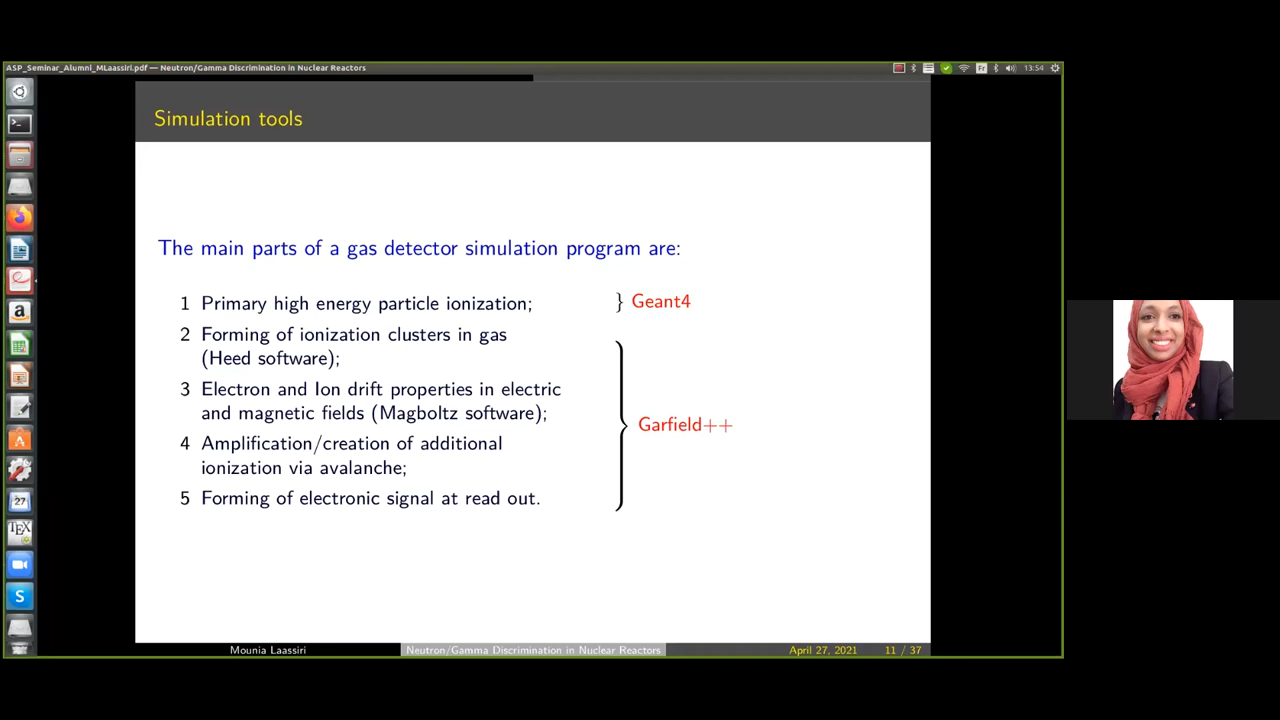 ASP_Seminar_Alumni_MLaassiri.pdf — Neutron/Gamma Discrimination in Nuclear Reactors
Fr
13:54
Simulation tools
The main parts of a gas detector simulation program are:
1 Primary high energy particle ionization;
} Geant4
2 Forming of ionization clusters in gas
(Heed software);
3 Electron and Ion drift properties in electric
and magnetic fields (Magboltz software);
4 Amplification/creation of additional
ionization via avalanche;
5 Forming of electronic signal at read out.
Garfield++
27
TEX
S
a
Mounia Laassiri
Neutron/Gamma Discrimination in Nuclear Reactors
April 27, 2021
11 / 37